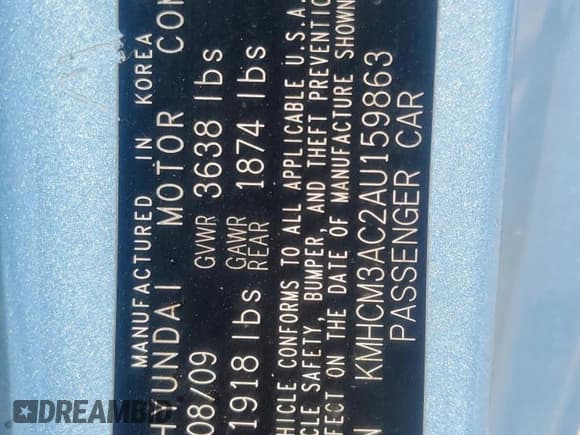 MANUFACTURED IN KOREA
HYUNDAI MOTOR COM
08/09 GVWR 3638 lbs
1918 lbs GAWR REAR 1874 lbs
HICLE CONFORMS TO ALL APPLICABLE U.S.A.
CLE SAFETY, BUMPER, AND THEFT PREVENTIO
FECT ON THE DATE OF MANUFACTURE SHOWN
N KMHCM3AC2AU159863
PASSENGER CAR
DREAMBID